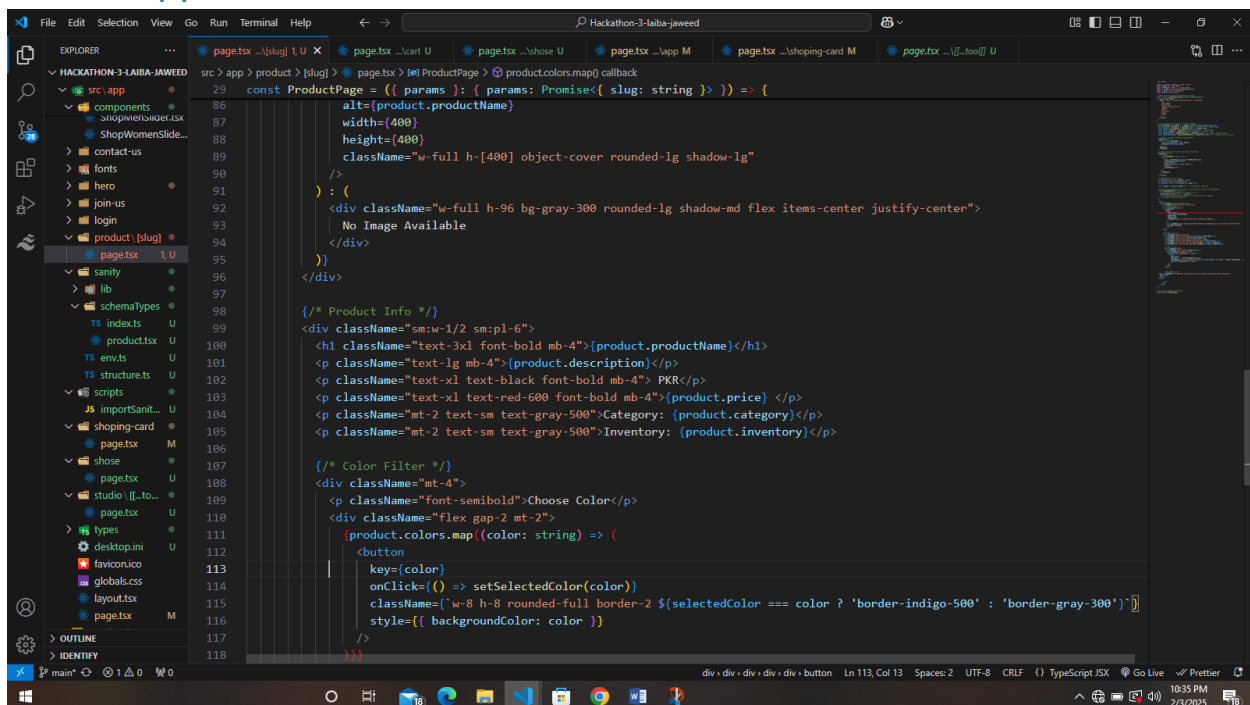 File Edit Selection View Go Run Terminal Help
Hackathon-3-laiba-jaweed
EXPLORER
page.tsx ...\[slug] 1, U
page.tsx ...\cart U
page.tsx ...\shose U
page.tsx ...\app M
page.tsx ...\shoping-card M
page.tsx ...\[[...tool]] U
HACKATHON-3-LAIBA-JAWEED
src\app
components
ShopMenSlider.tsx
ShopWomenSlide...
contact-us
fonts
hero
join-us
login
product\[slug]
page.tsx 1, U
sanity
lib
schemaTypes
TS index.ts U
product.tsx U
TS env.ts U
TS structure.ts U
scripts
JS importSanit... U
shoping-card
page.tsx M
shose
page.tsx U
studio\[[...to...
page.tsx U
types
desktop.ini U
favicon.ico
globals.css
layout.tsx
page.tsx M
OUTLINE
IDENTIFY
src > app > product > [slug] > page.tsx > ProductPage > product.colors.map() callback
29 const ProductPage = ({ params }: { params: Promise<{ slug: string }> }) => {
86 alt={product.productName}
87 width={400}
88 height={400}
89 className="w-full h-[400] object-cover rounded-lg shadow-lg"
90 />
91 ) : (
92 <div className="w-full h-96 bg-gray-300 rounded-lg shadow-md flex items-center justify-center">
93 No Image Available
94 </div>
95 )}
96 </div>
97
98 {/* Product Info */}
99 <div className="sm:w-1/2 sm:pl-6">
100 <h1 className="text-3xl font-bold mb-4">{product.productName}</h1>
101 <p className="text-lg mb-4">{product.description}</p>
102 <p className="text-xl text-black font-bold mb-4"> PKR</p>
103 <p className="text-xl text-red-600 font-bold mb-4">{product.price} </p>
104 <p className="mt-2 text-sm text-gray-500">Category: {product.category}</p>
105 <p className="mt-2 text-sm text-gray-500">Inventory: {product.inventory}</p>
106
107 {/* Color Filter */}
108 <div className="mt-4">
109 <p className="font-semibold">Choose Color</p>
110 <div className="flex gap-2 mt-2">
111 {product.colors.map((color: string) => (
112 <button
113 key={color}
114 onClick={() => setSelectedColor(color)}
115 className={`w-8 h-8 rounded-full border-2 ${selectedColor === color ? 'border-indigo-500' : 'border-gray-300'}`}
116 style={{ backgroundColor: color }}
117 />
118 ))}
main* 1 0 0
div › div › div › div › div › button Ln 113, Col 13 Spaces: 2 UTF-8 CRLF {} TypeScript JSX Go Live Prettier
10:35 PM
2/3/2025